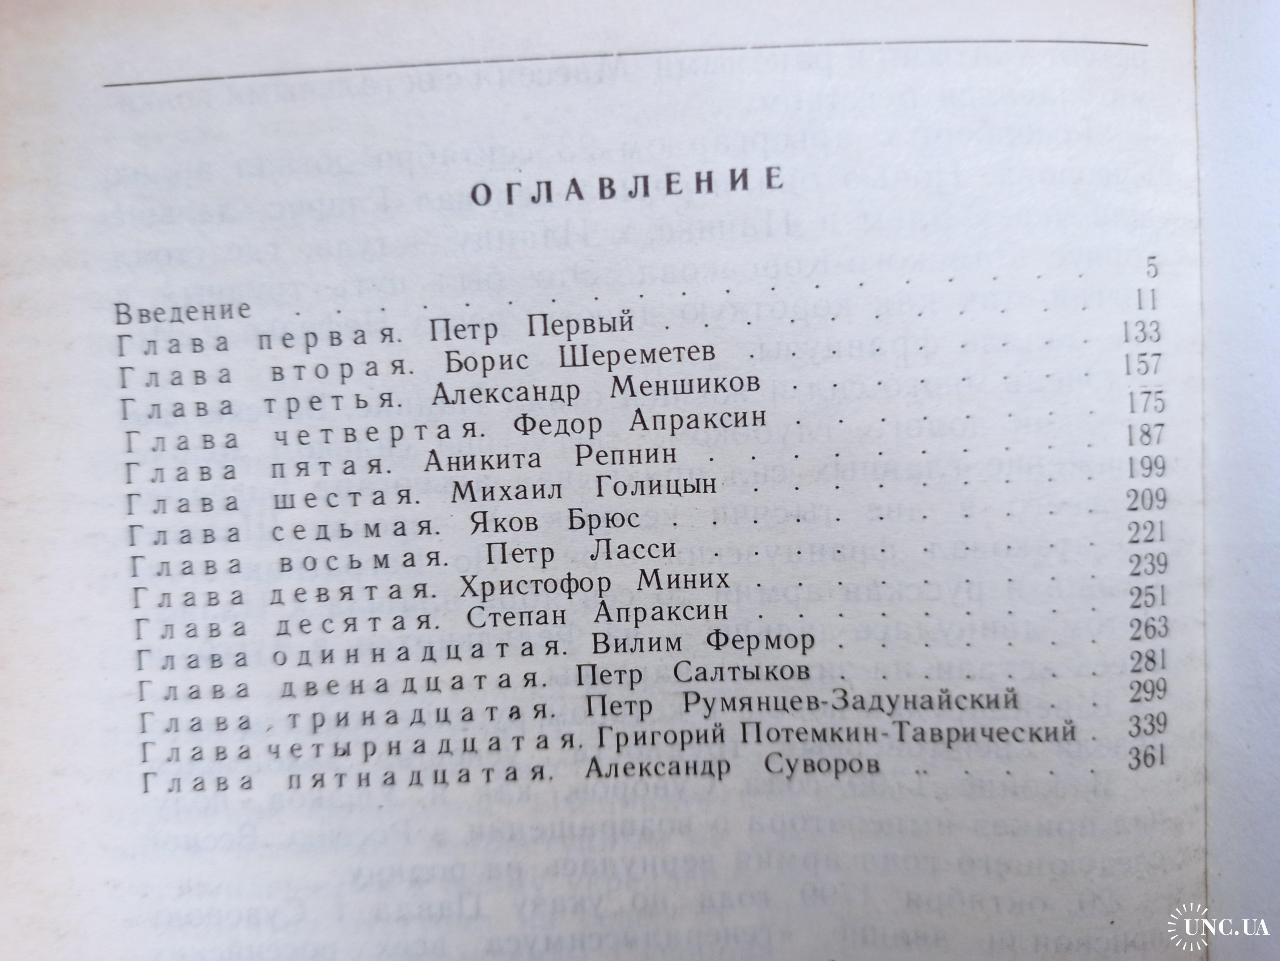 ОГЛАВЛЕНИЕ
Введение . . . . . . . . . . . . . . . . . . 5
Глава первая. Петр Первый . . . . . . . . . . 11
Глава вторая. Борис Шереметев . . . . . . . . . 133
Глава третья. Александр Меншиков . . . . . . . 157
Глава четвертая. Федор Апраксин . . . . . . . 175
Глава пятая. Аникита Репнин . . . . . . . . . 187
Глава шестая. Михаил Голицын . . . . . . . . 199
Глава седьмая. Яков Брюс . . . . . . . . . . 209
Глава восьмая. Петр Ласси . . . . . . . . . . 221
Глава девятая. Христофор Миних . . . . . . . . 239
Глава десятая. Степан Апраксин . . . . . . . . 251
Глава одиннадцатая. Вилим Фермор . . . . . . 263
Глава двенадцатая. Петр Салтыков . . . . . . 281
Глава тринадцатая. Петр Румянцев-Задунайский . . 299
Глава четырнадцатая. Григорий Потемкин-Таврический . 339
Глава пятнадцатая. Александр Суворов . . . . . 361
UNC.UA